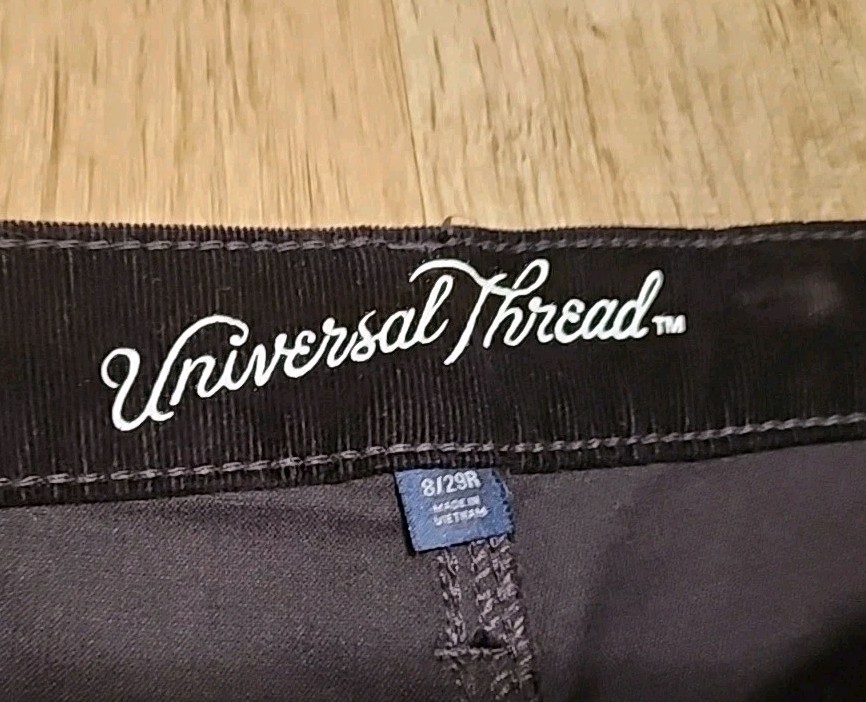 Universal Thread™
8/29R
MADE IN
VIETNAM